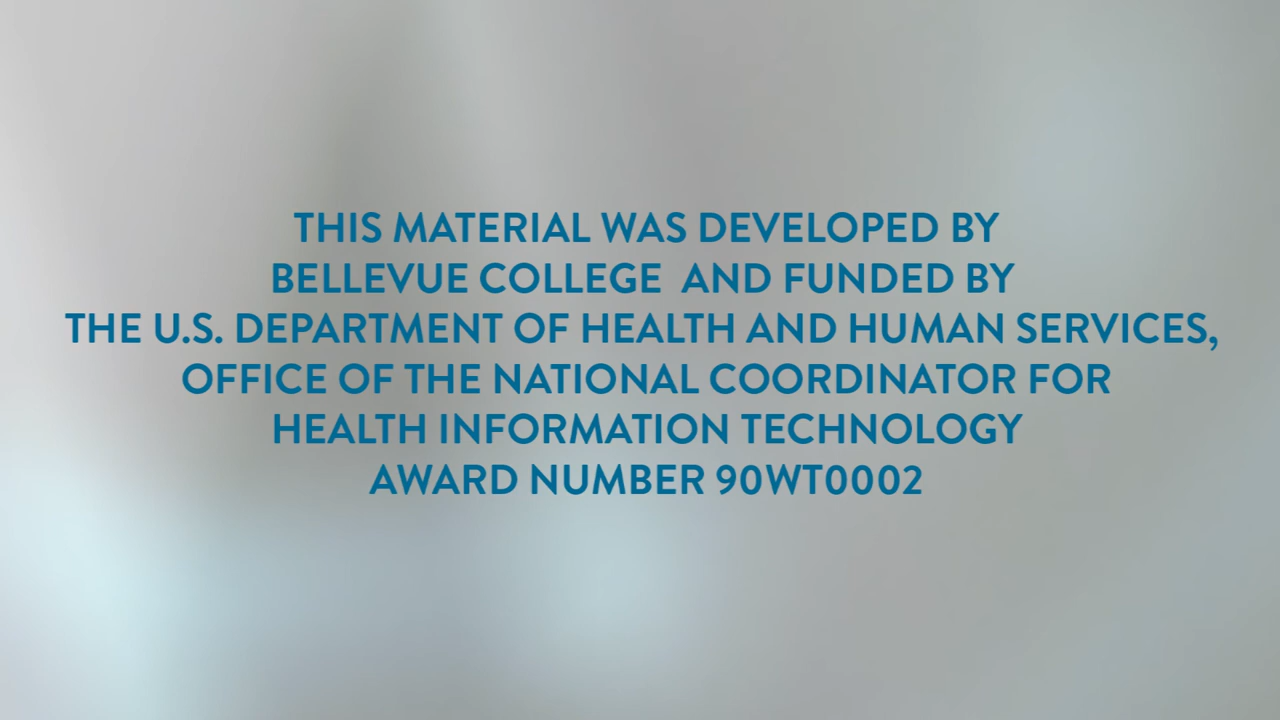 THIS MATERIAL WAS DEVELOPED BY
BELLEVUE COLLEGE  AND FUNDED BY
THE U.S. DEPARTMENT OF HEALTH AND HUMAN SERVICES,
OFFICE OF THE NATIONAL COORDINATOR FOR
HEALTH INFORMATION TECHNOLOGY
AWARD NUMBER 90WT0002